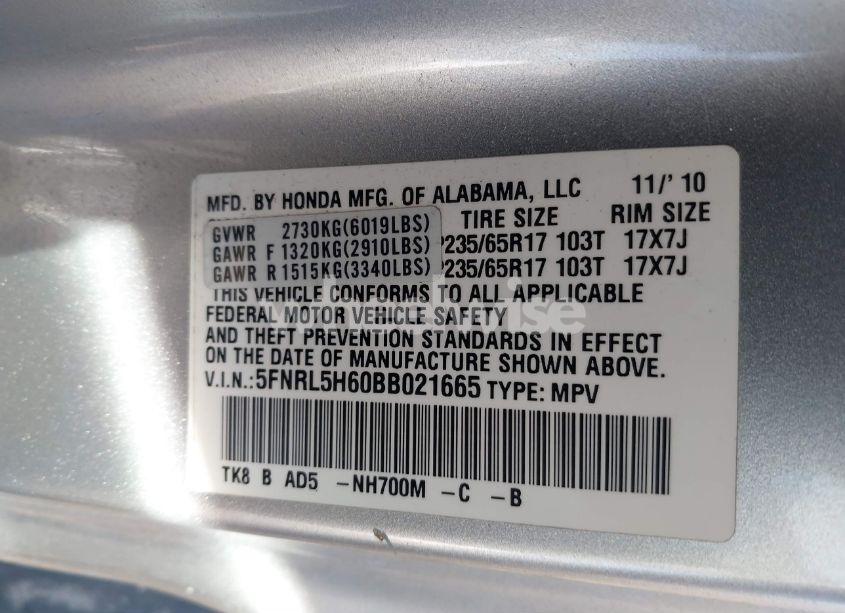 MFD. BY HONDA MFG. OF ALABAMA, LLC 11/' 10
TIRE SIZE RIM SIZE
GVWR 2730KG(6019LBS)
GAWR F 1320KG(2910LBS) P235/65R17 103T 17X7J
GAWR R 1515KG(3340LBS) P235/65R17 103T 17X7J
THIS VEHICLE CONFORMS TO ALL APPLICABLE
FEDERAL MOTOR VEHICLE SAFETY
AND THEFT PREVENTION STANDARDS IN EFFECT
ON THE DATE OF MANUFACTURE SHOWN ABOVE.
V.I.N.:5FNRL5H60BB021665 TYPE: MPV
TK8 B AD5 -NH700M -C -B